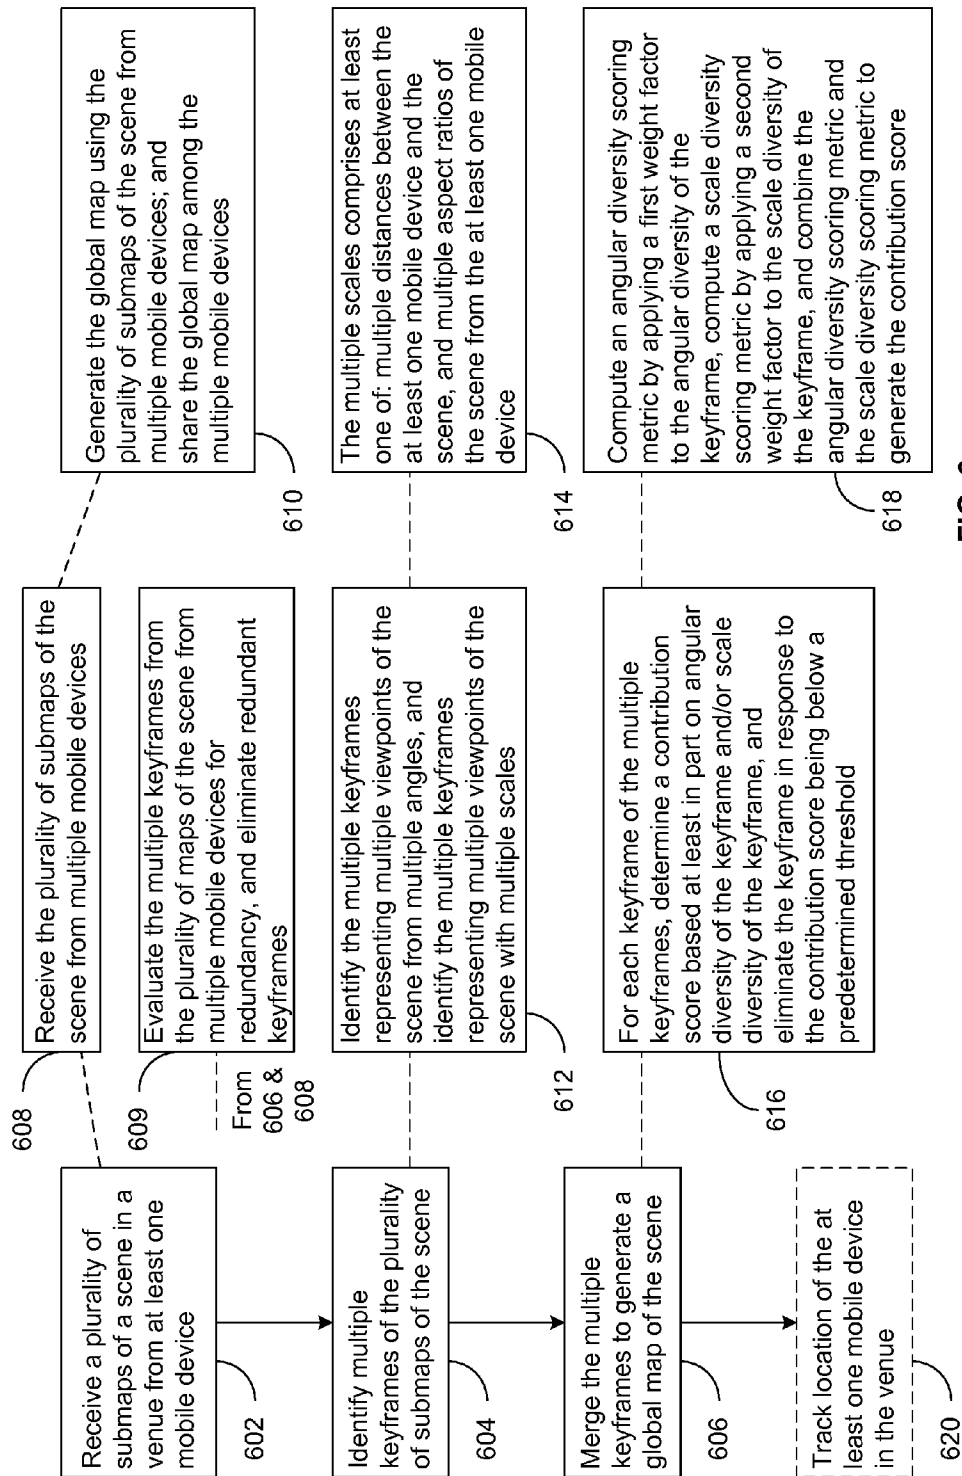 Receive a plurality of
submaps of a scene in a
venue from at least one
mobile device
602
Identify multiple
keyframes of the plurality
of submaps of the scene
604
Merge the multiple
keyframes to generate a
global map of the scene
606
Track location of the at
least one mobile device
in the venue
620
Receive the plurality of submaps of the
scene from multiple mobile devices
608
Evaluate the multiple keyframes from
the plurality of maps of the scene from
multiple mobile devices for
redundancy, and eliminate redundant
keyframes
609
From
606 &
608
Identify the multiple keyframes
representing multiple viewpoints of the
scene from multiple angles, and
identify the multiple keyframes
representing multiple viewpoints of the
scene with multiple scales
612
For each keyframe of the multiple
keyframes, determine a contribution
score based at least in part on angular
diversity of the keyframe and/or scale
diversity of the keyframe, and
eliminate the keyframe in response to
the contribution score being below a
predetermined threshold
616
Generate the global map using the
plurality of submaps of the scene from
multiple mobile devices; and
share the global map among the
multiple mobile devices
610
The multiple scales comprises at least
one of: multiple distances between the
at least one mobile device and the
scene, and multiple aspect ratios of
the scene from the at least one mobile
device
614
Compute an angular diversity scoring
metric by applying a first weight factor
to the angular diversity of the
keyframe, compute a scale diversity
scoring metric by applying a second
weight factor to the scale diversity of
the keyframe, and combine the
angular diversity scoring metric and
the scale diversity scoring metric to
generate the contribution score
618